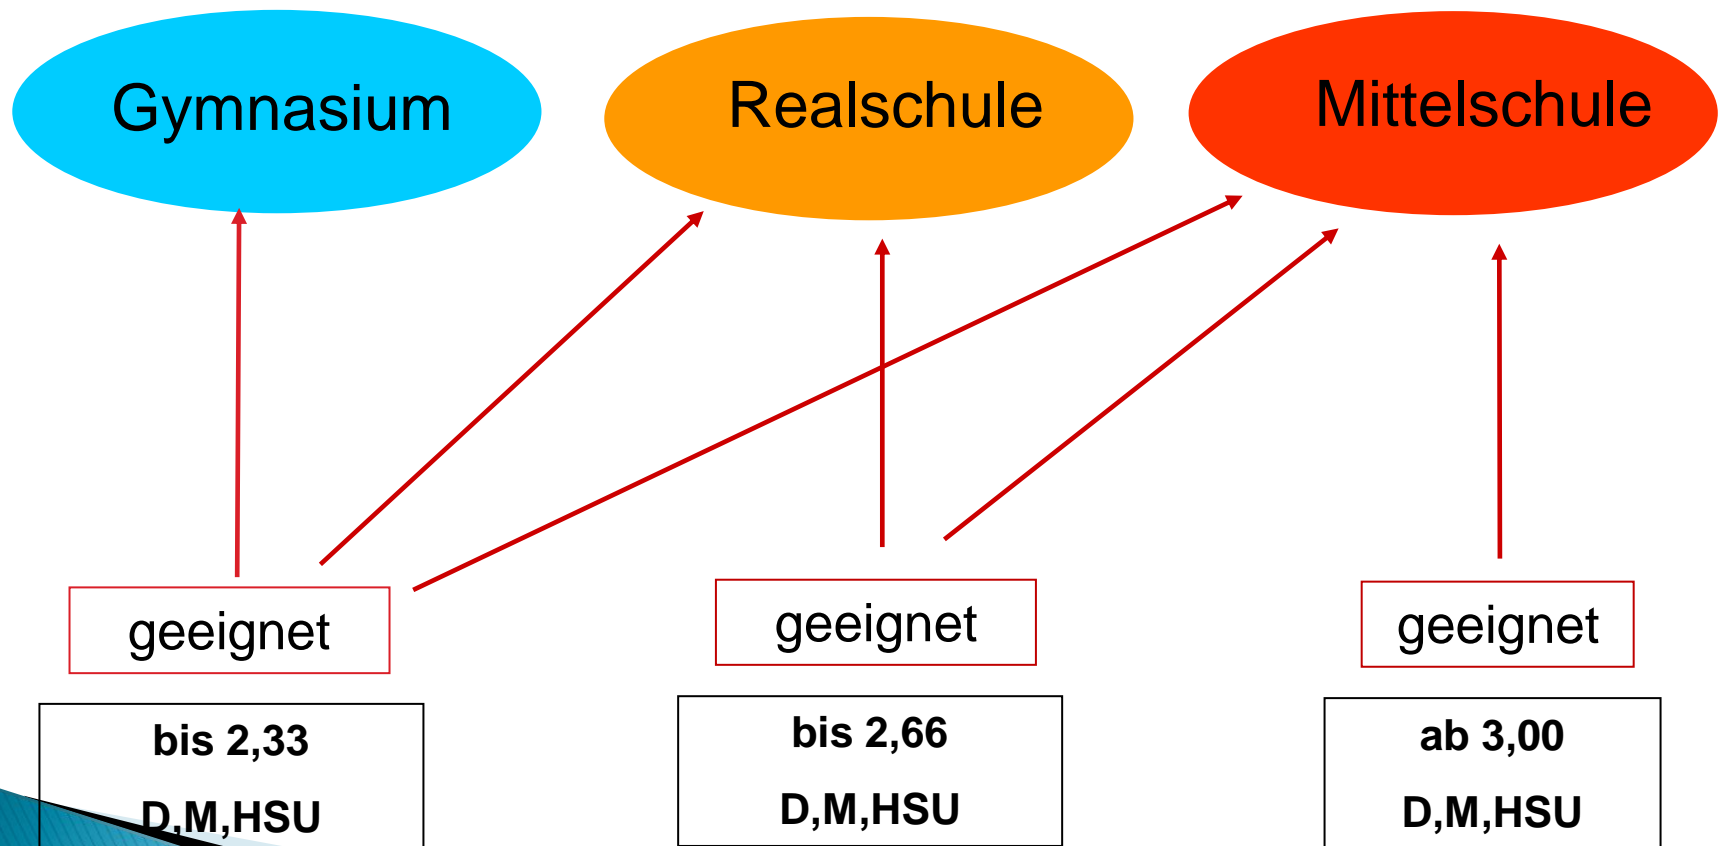 Gymnasium
Realschule
Mittelschule
geeignet
geeignet
geeignet
bis 2,33
D,M,HSU
bis 2,66
D,M,HSU
ab 3,00
D,M,HSU